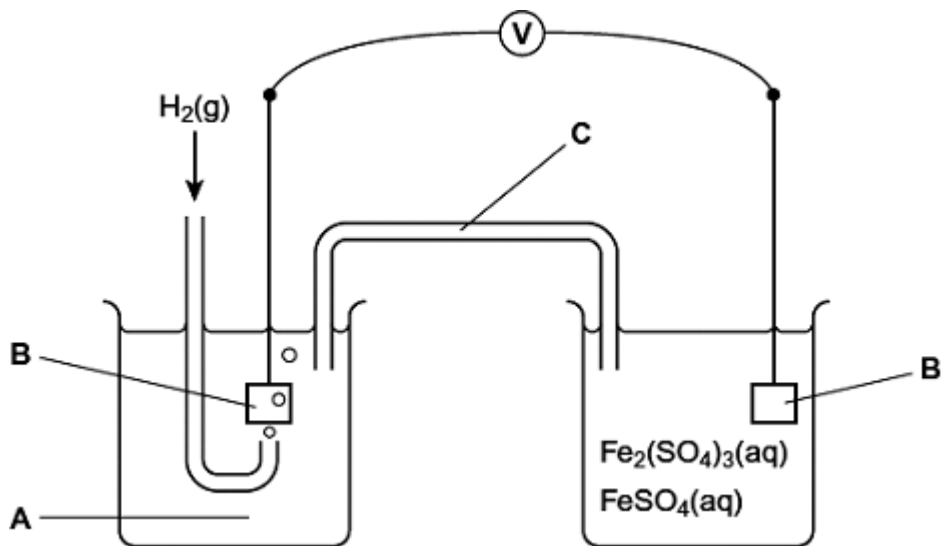 V
H₂(g)
C
B
B
Fe₂(SO₄)₃(aq)
FeSO₄(aq)
A